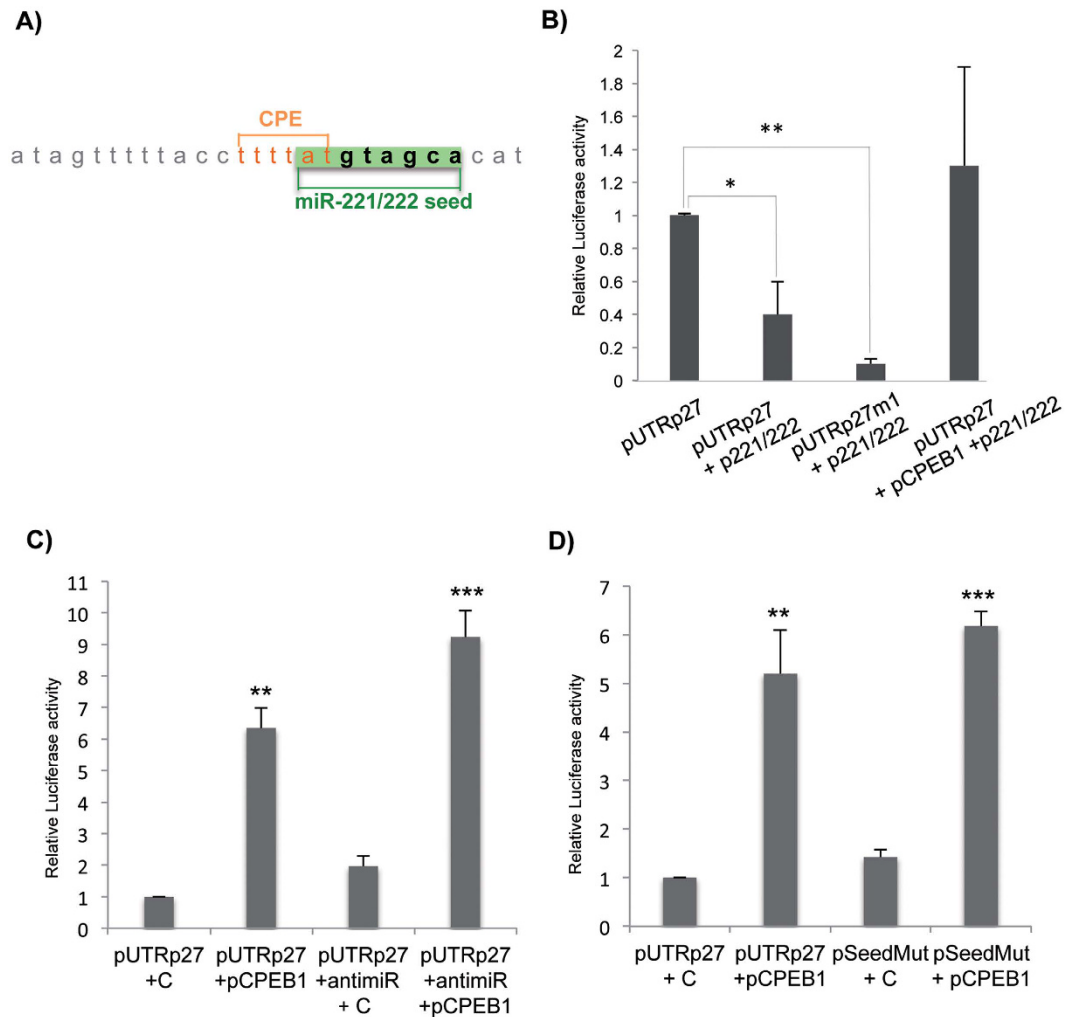 A)
CPE
a t a g t t t t t a c c t t t t a t g t a g c a c a t
miR-221/222 seed
B)
Relative Luciferase activity
2
1.8
1.6
1.4
1.2
1
0.8
0.6
0.4
0.2
0
**
*
pUTRp27
pUTRp27
+ p221/222
pUTRp27m1
+ p221/222
pUTRp27
+ pCPEB1 +p221/222
C)
Relative Luciferase activity
11
10
9
8
7
6
5
4
3
2
1
0
**
***
pUTRp27
+C
pUTRp27
+pCPEB1
pUTRp27
+antimiR
+ C
pUTRp27
+antimiR
+pCPEB1
D)
Relative Luciferase activity
7
6
5
4
3
2
1
0
**
***
pUTRp27
+ C
pUTRp27
+pCPEB1
pSeedMut
+ C
pSeedMut
+ pCPEB1